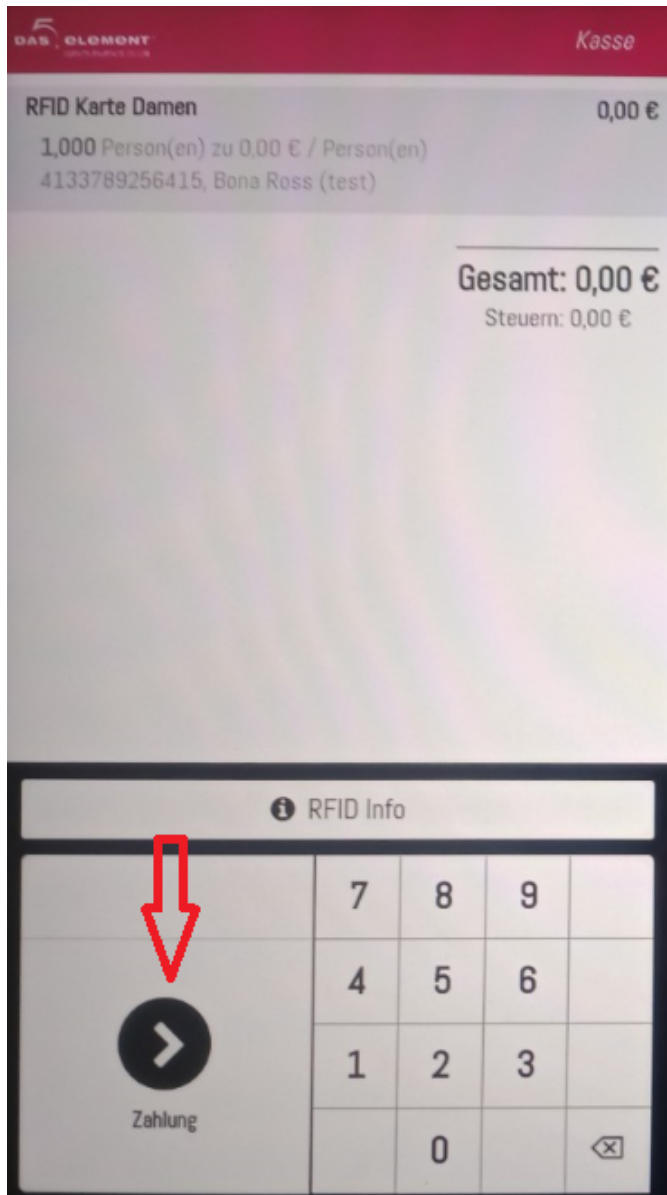 DAS 5. ELEMENT
Kasse
RFID Karte Damen 0,00 €
1,000 Person(en) zu 0,00 € / Person(en)
4133789256415, Bona Ross (test)
Gesamt: 0,00 €
Steuern: 0,00 €
RFID Info
7 8 9
4 5 6
1 2 3
Zahlung
0